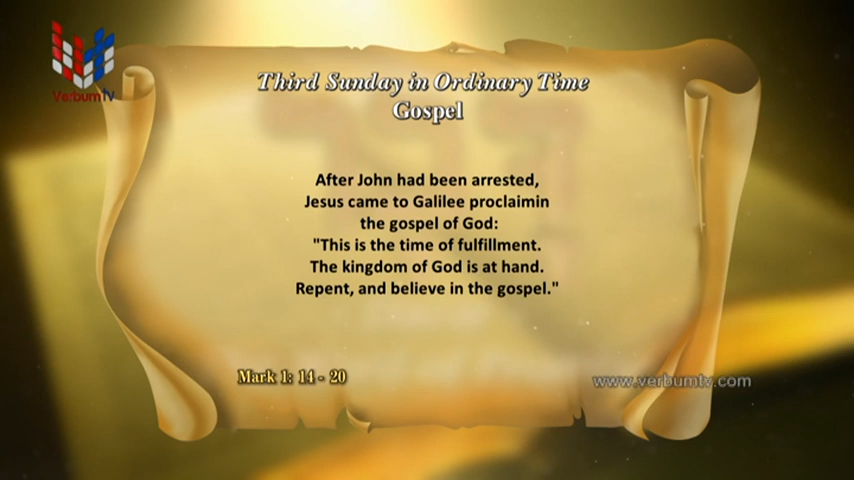 VerbumTV
Third Sunday in Ordinary Time
Gospel
After John had been arrested,
Jesus came to Galilee proclaimin
the gospel of God:
"This is the time of fulfillment.
The kingdom of God is at hand.
Repent, and believe in the gospel."
Mark 1: 14 - 20
www.verbumtv.com